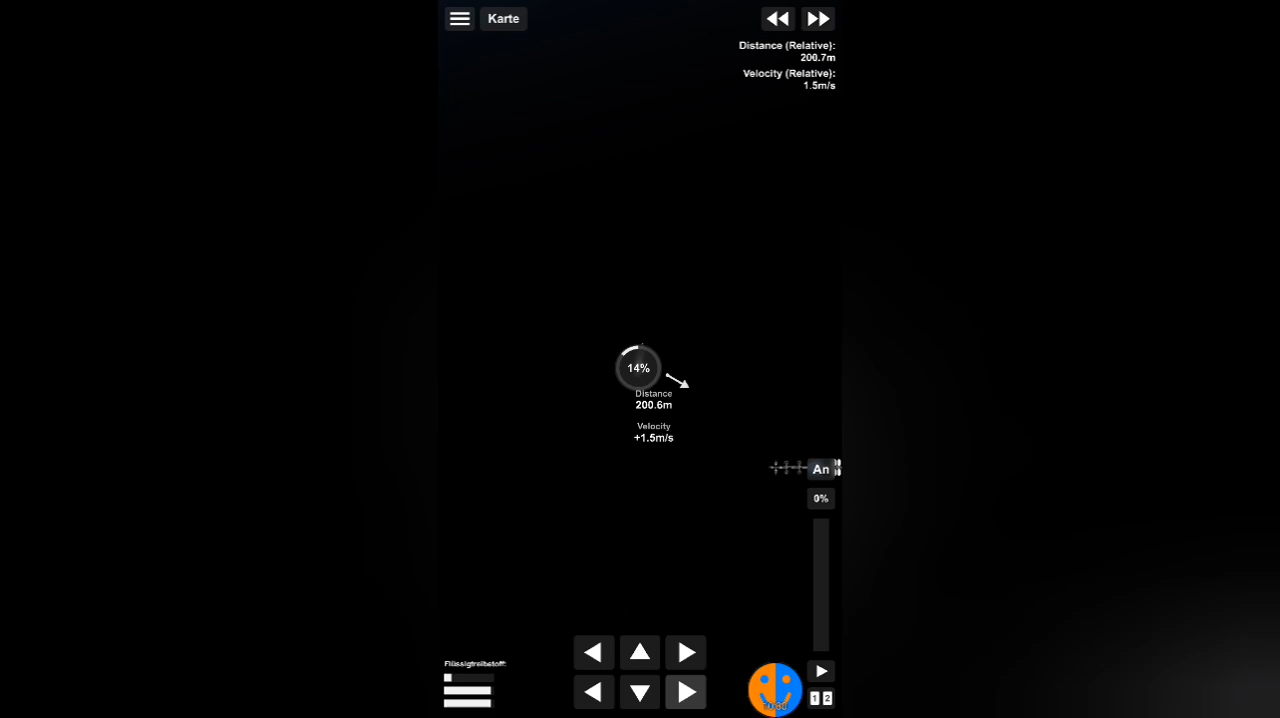 Karte
Distance (Relative):
200.7m
Velocity (Relative):
1.5m/s
14%
Distance
200.6m
Velocity
+1.5m/s
An
0%
Flüssigtreibstoff:
1 2